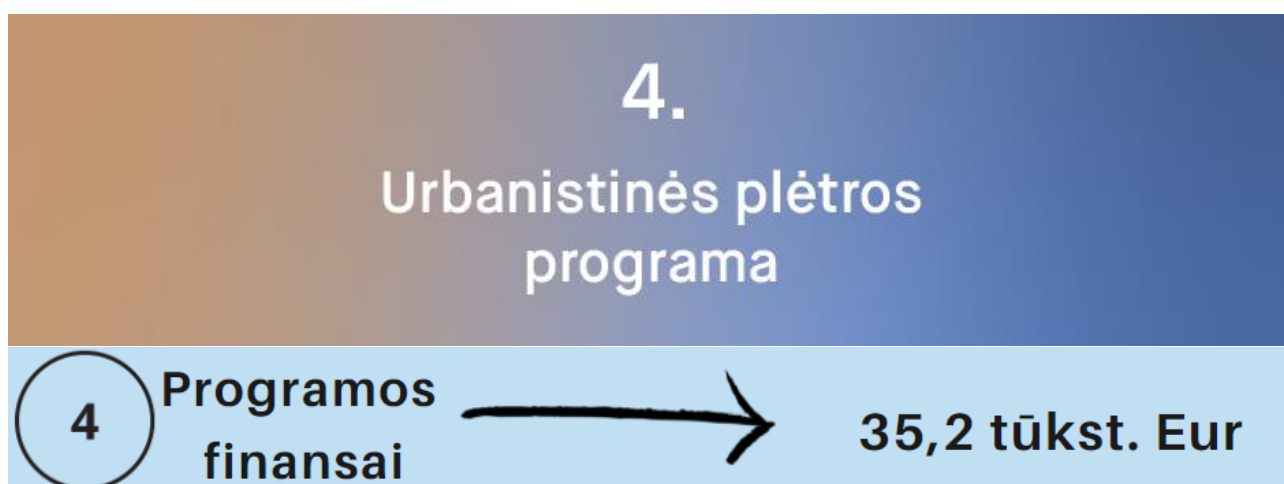 4.
Urbanistinės plėtros
programa
4
Programos
finansai
35,2 tūkst. Eur